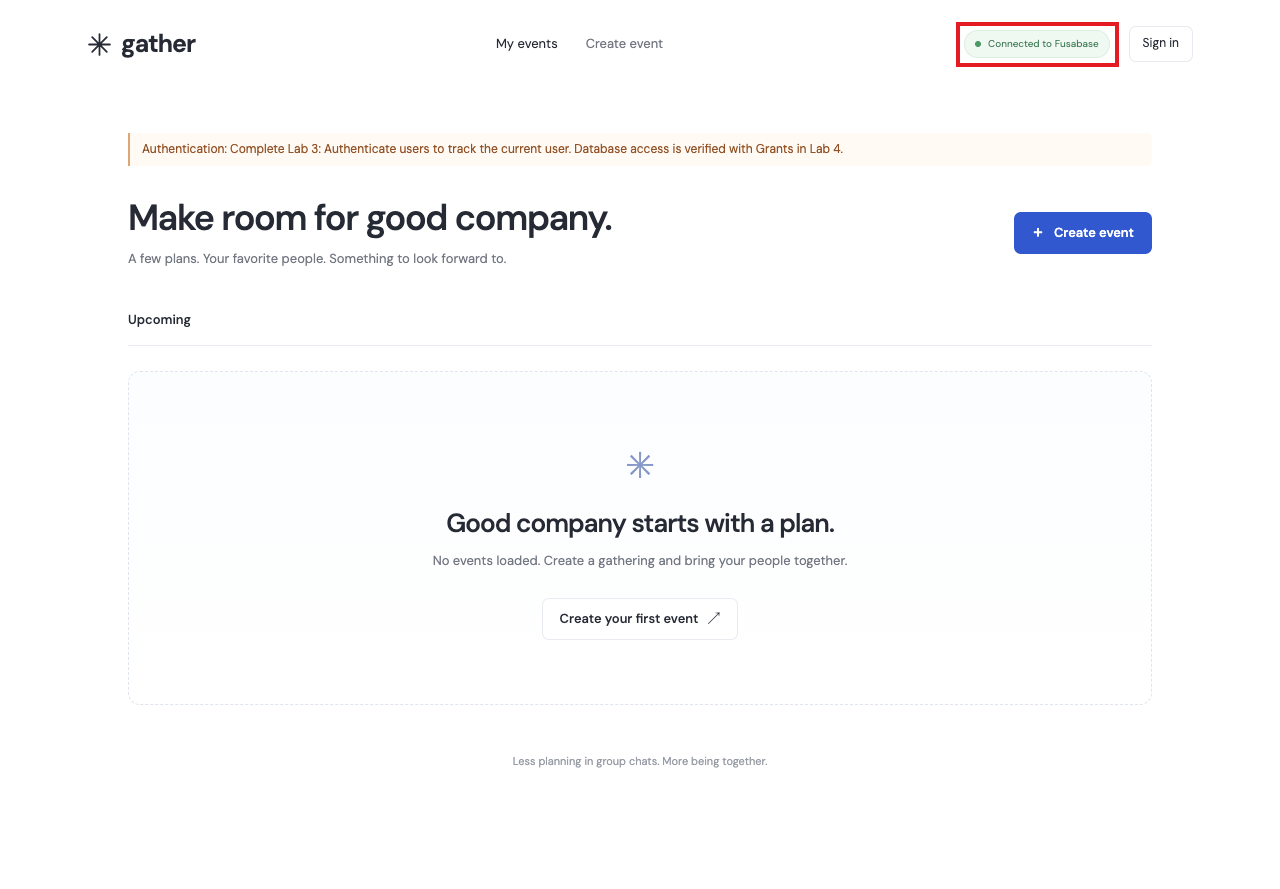 gather
My events
Create event
Connected to Fusabase
Sign in
Authentication: Complete Lab 3: Authenticate users to track the current user. Database access is verified with Grants in Lab 4.
Make room for good company.
+ Create event
A few plans. Your favorite people. Something to look forward to.
Upcoming
Good company starts with a plan.
No events loaded. Create a gathering and bring your people together.
Create your first event
Less planning in group chats. More being together.